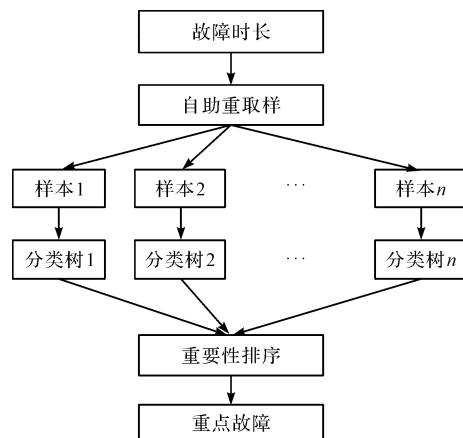 故障时长
自助重取样
样本1 样本2 ··· 样本n
分类树1 分类树2 ··· 分类树n
重要性排序
重点故障